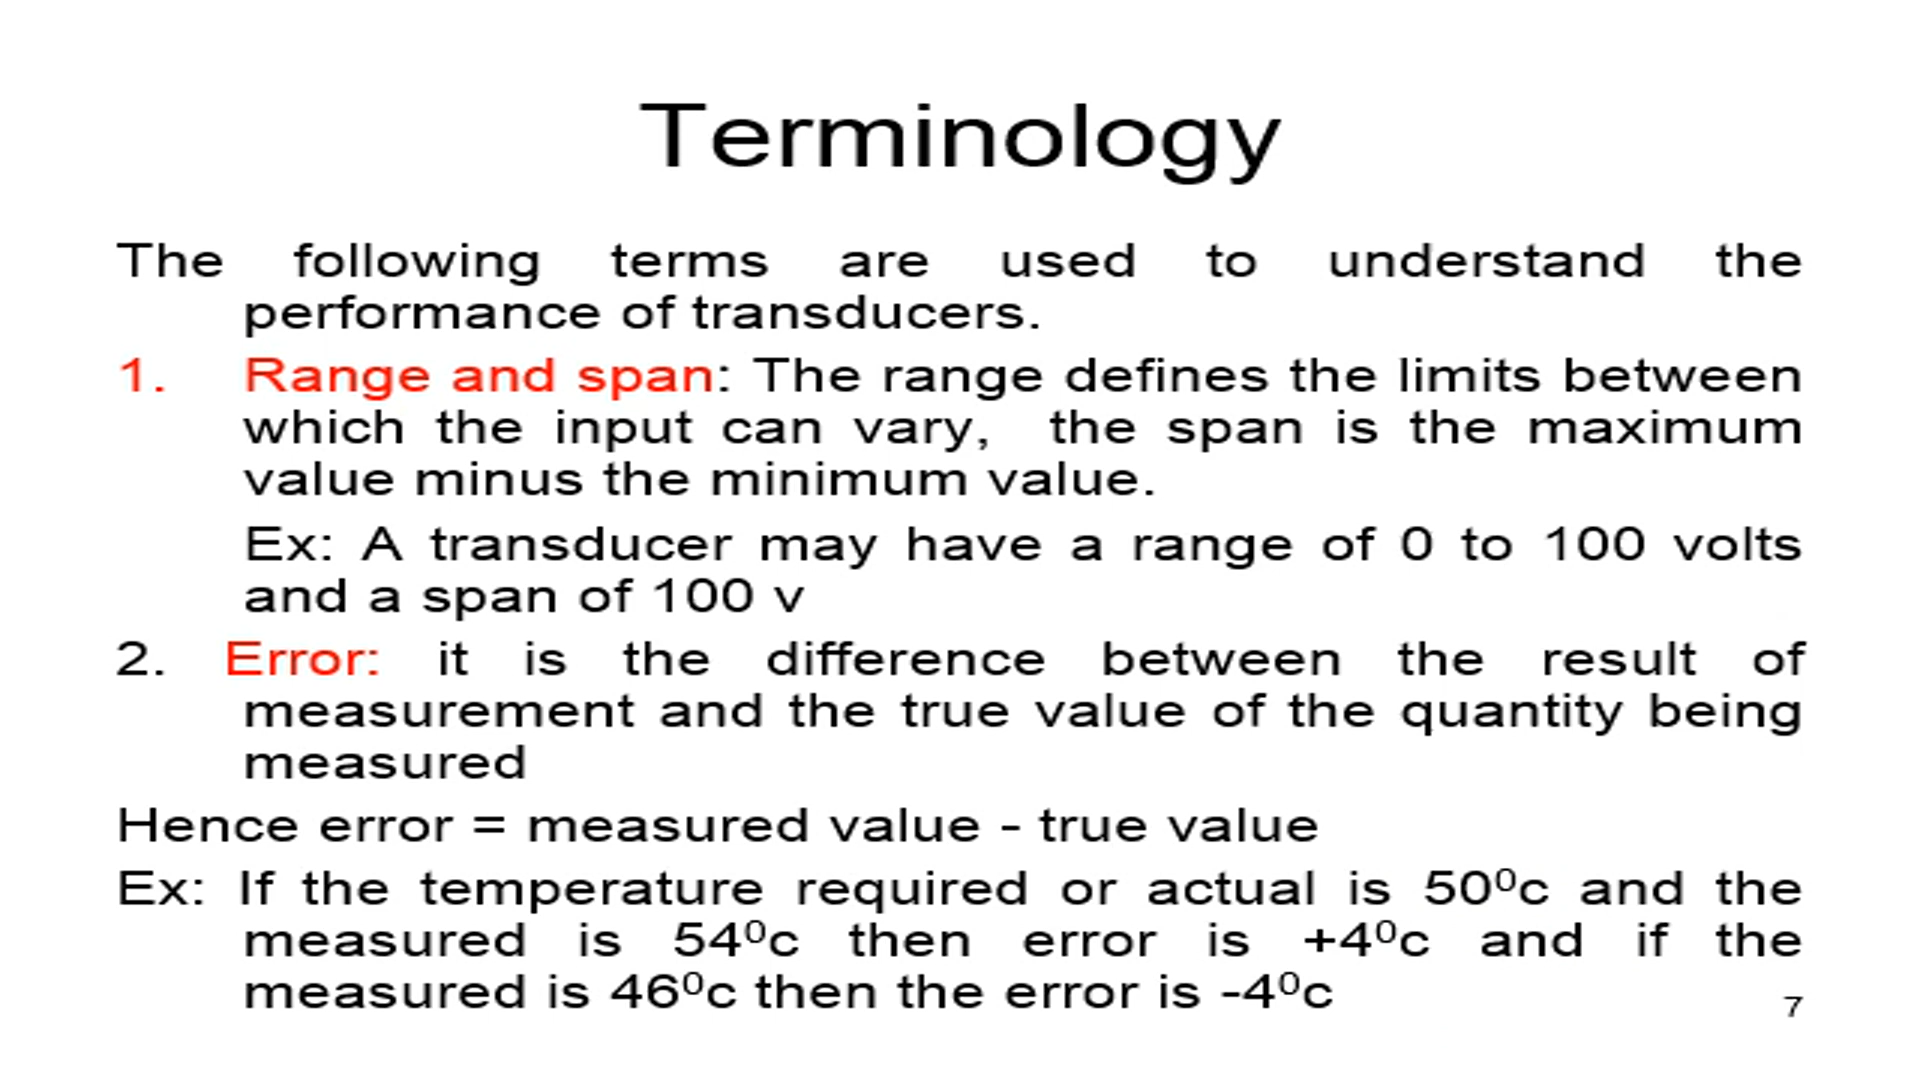 Terminology
The following terms are used to understand the
performance of transducers.
1. Range and span: The range defines the limits between
which the input can vary, the span is the maximum
value minus the minimum value.
Ex: A transducer may have a range of 0 to 100 volts
and a span of 100 v
2. Error: it is the difference between the result of
measurement and the true value of the quantity being
measured
Hence error = measured value - true value
Ex: If the temperature required or actual is 50⁰c and the
measured is 54⁰c then error is +4⁰c and if the
measured is 46⁰c then the error is -4⁰c
7